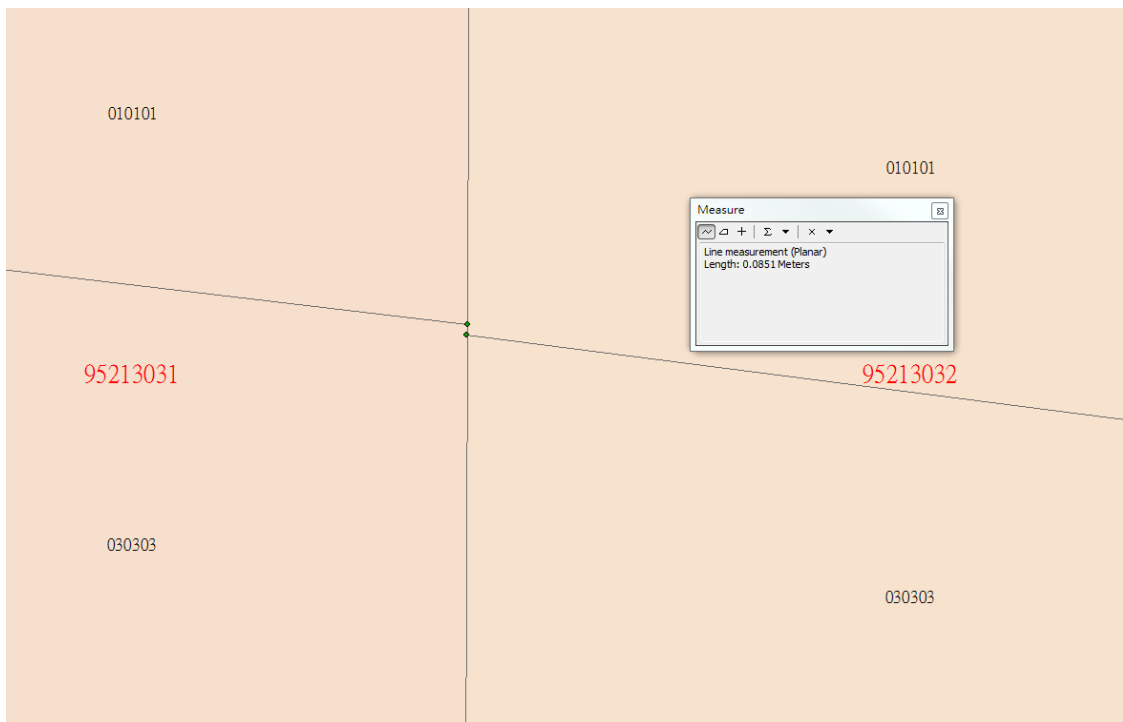 010101
010101
Measure
Line measurement (Planar)
Length: 0.0851 Meters
95213031
95213032
030303
030303